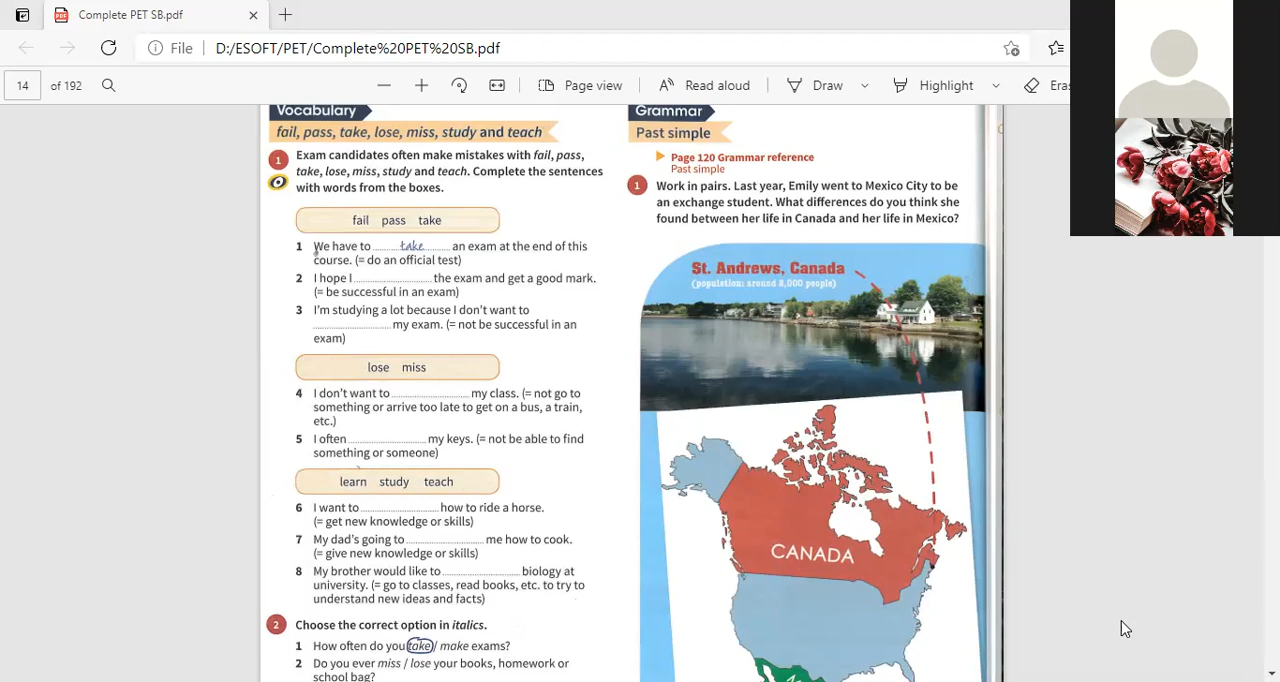 Complete PET SB.pdf
File
D:/ESOFT/PET/Complete%20PET%20SB.pdf
14
of 192
Page view
Read aloud
Draw
Highlight
Eras
Vocabulary
fail, pass, take, lose, miss, study and teach
1 Exam candidates often make mistakes with fail, pass,
take, lose, miss, study and teach. Complete the sentences
with words from the boxes.
fail pass take
1 We have to ......take...... an exam at the end of this
course. (= do an official test)
2 I hope I .................... the exam and get a good mark.
(= be successful in an exam)
3 I'm studying a lot because I don't want to
.................... my exam. (= not be successful in an
exam)
lose miss
4 I don't want to .................... my class. (= not go to
something or arrive too late to get on a bus, a train,
etc.)
5 I often .................... my keys. (= not be able to find
something or someone)
learn study teach
6 I want to .................... how to ride a horse.
(= get new knowledge or skills)
7 My dad's going to .................... me how to cook.
(= give new knowledge or skills)
8 My brother would like to .................... biology at
university. (= go to classes, read books, etc. to try to
understand new ideas and facts)
2 Choose the correct option in italics.
1 How often do you take / make exams?
2 Do you ever miss / lose your books, homework or
school bag?
Grammar
Past simple
Page 120 Grammar reference
Past simple
1 Work in pairs. Last year, Emily went to Mexico City to be
an exchange student. What differences do you think she
found between her life in Canada and her life in Mexico?
St. Andrews, Canada
(population: around 8,000 people)
CANADA